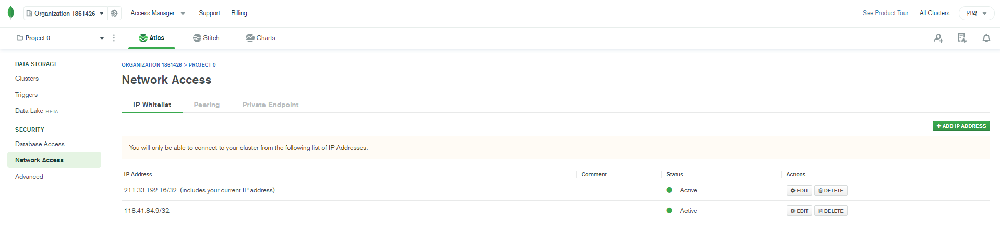 Organization 1861426 Access Manager Support Billing See Product Tour All Clusters 언약
Project 0 Atlas Stitch Charts
DATA STORAGE
Clusters
Triggers
Data Lake BETA
SECURITY
Database Access
Network Access
Advanced
ORGANIZATION 1861426 > PROJECT 0
Network Access
IP Whitelist Peering Private Endpoint
+ ADD IP ADDRESS
You will only be able to connect to your cluster from the following list of IP Addresses:
IP Address Comment Status Actions
211.33.192.16/32 (includes your current IP address) Active EDIT DELETE
118.41.84.9/32 Active EDIT DELETE